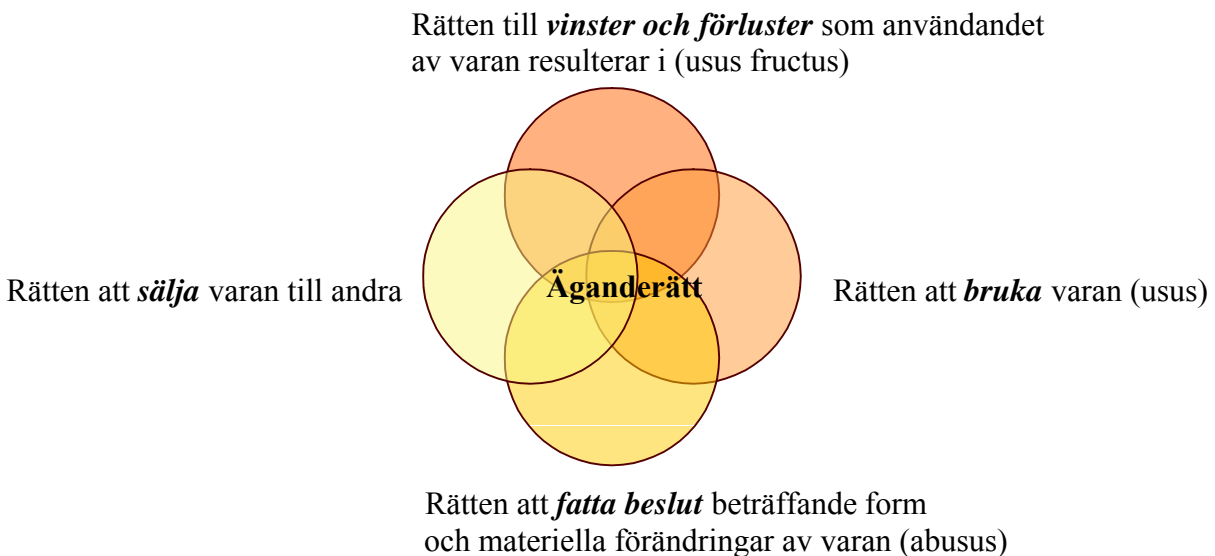 Rätten till vinster och förluster som användandet
av varan resulterar i (usus fructus)
Rätten att sälja varan till andra
Äganderätt
Rätten att bruka varan (usus)
Rätten att fatta beslut beträffande form
och materiella förändringar av varan (abusus)